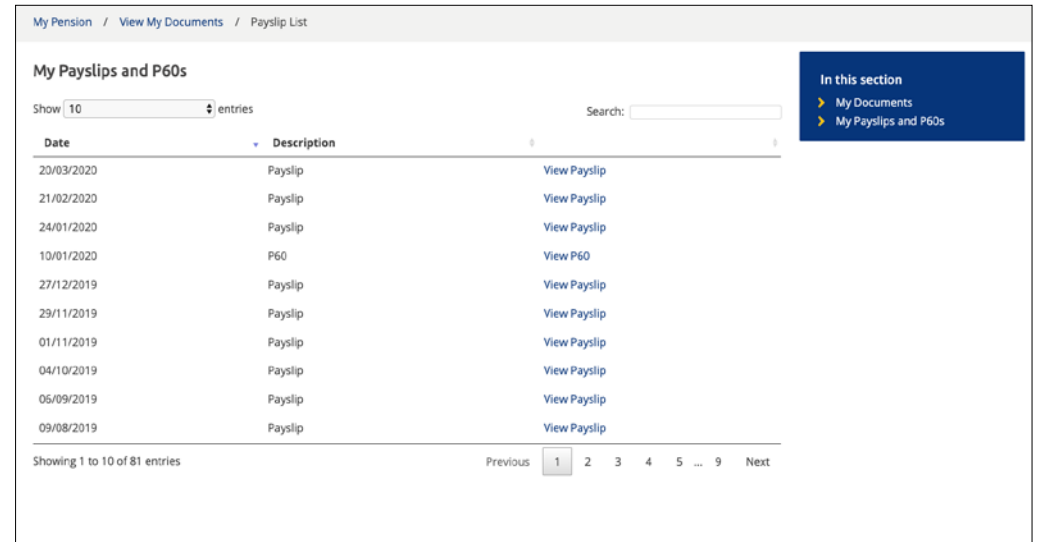 My Pension / View My Documents / Payslip List
My Payslips and P60s
Show 10 entries
Search:
Date Description
20/03/2020 Payslip View Payslip
21/02/2020 Payslip View Payslip
24/01/2020 Payslip View Payslip
10/01/2020 P60 View P60
27/12/2019 Payslip View Payslip
29/11/2019 Payslip View Payslip
01/11/2019 Payslip View Payslip
04/10/2019 Payslip View Payslip
06/09/2019 Payslip View Payslip
09/08/2019 Payslip View Payslip
Showing 1 to 10 of 81 entries
Previous 1 2 3 4 5 ... 9 Next
In this section
My Documents
My Payslips and P60s